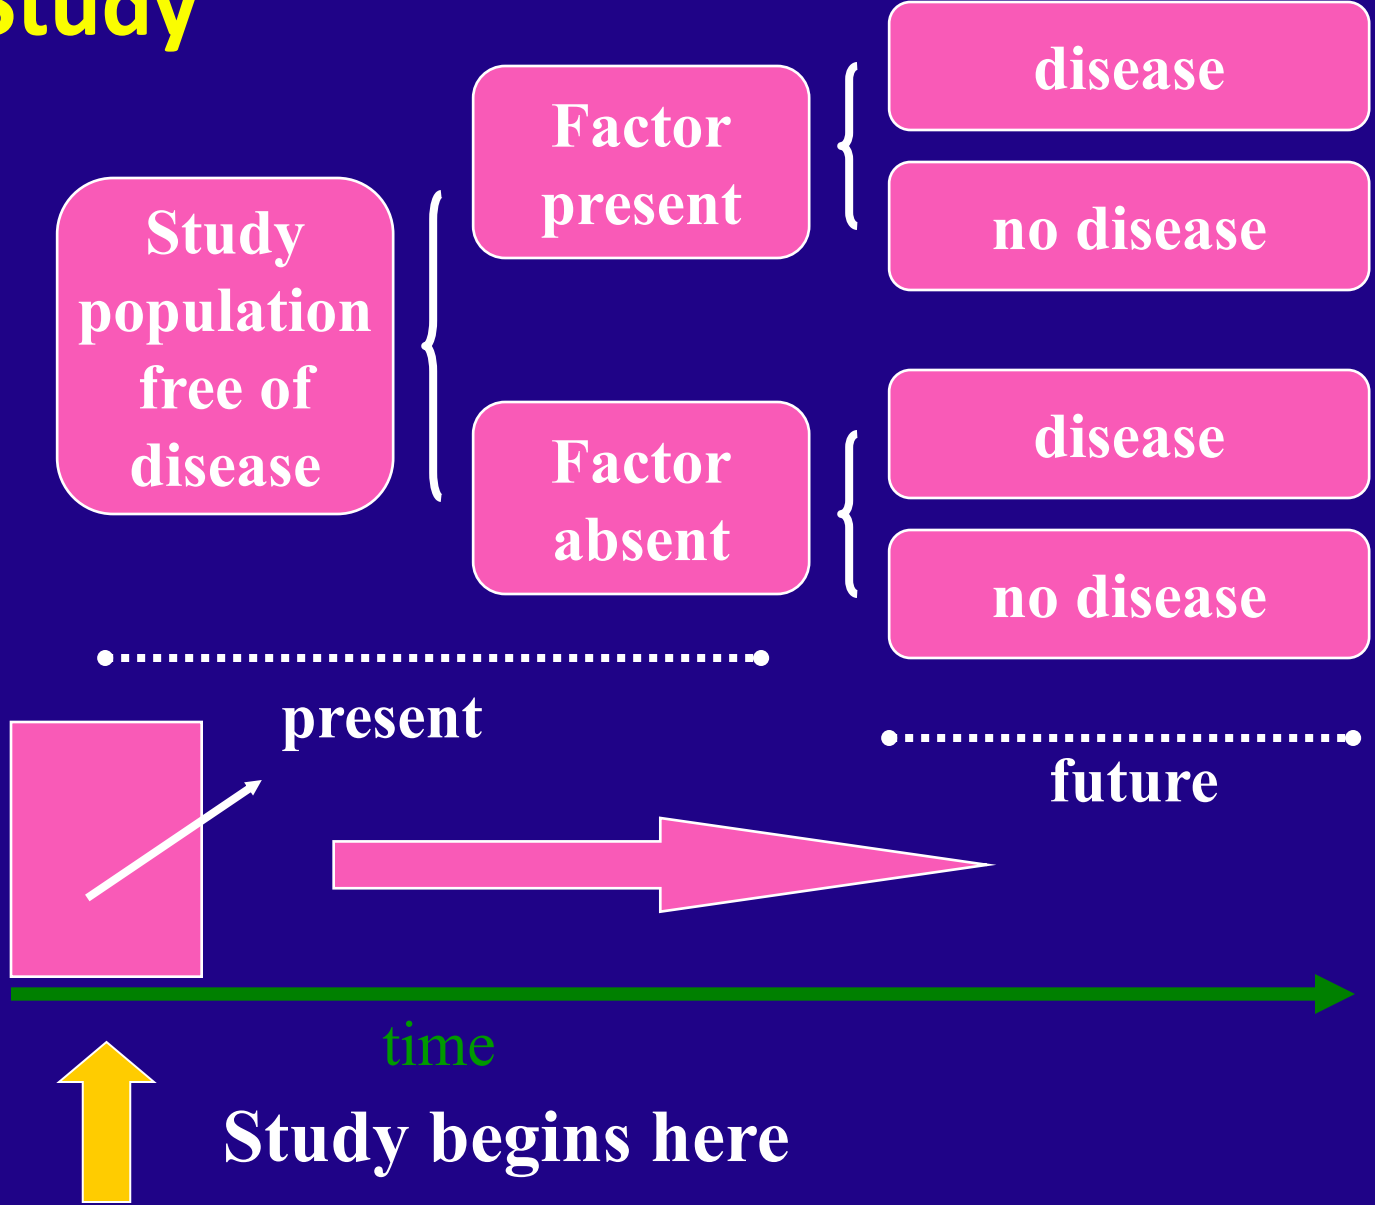 Study
disease
Factor
present
no disease
Study
population
free of
disease
disease
Factor
absent
no disease
present
future
time
Study begins here